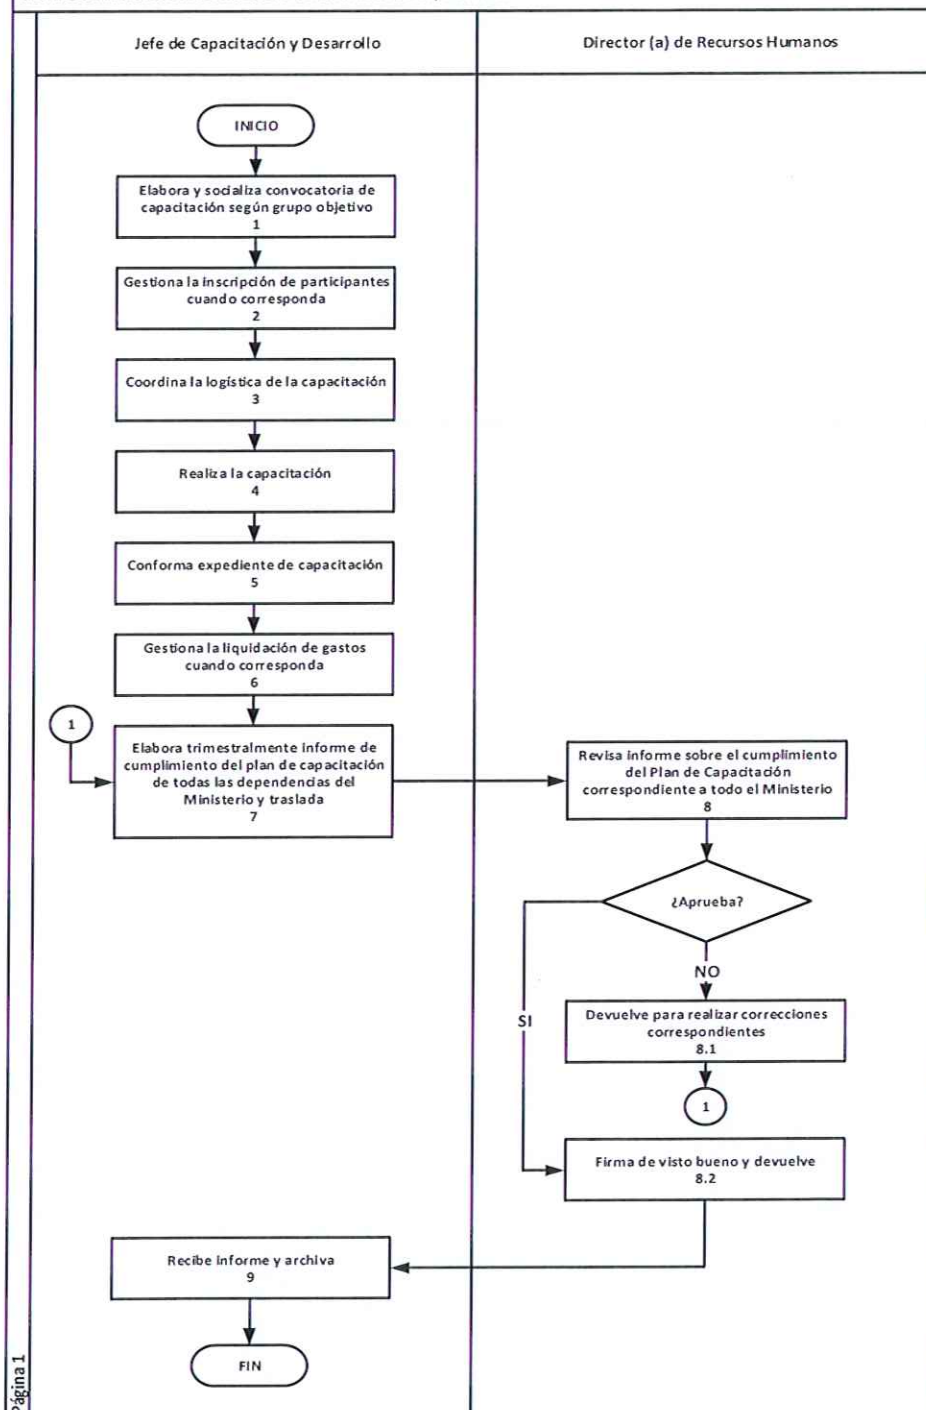 Jefe de Capacitación y Desarrollo
Director (a) de Recursos Humanos
INICIO
Elabora y socializa convocatoria de
capacitación según grupo objetivo
1
Gestiona la inscripción de participantes
cuando corresponda
2
Coordina la logística de la capacitación
3
Realiza la capacitación
4
Conforma expediente de capacitación
5
Gestiona la liquidación de gastos
cuando corresponda
6
1
Elabora trimestralmente informe de
cumplimiento del plan de capacitación
de todas las dependencias del
Ministerio y traslada
7
Revisa informe sobre el cumplimiento
del Plan de Capacitación
correspondiente a todo el Ministerio
8
¿Aprueba?
NO
SI
Devuelve para realizar correcciones
correspondientes
8.1
1
Firma de visto bueno y devuelve
8.2
Recibe informe y archiva
9
FIN
Página 1